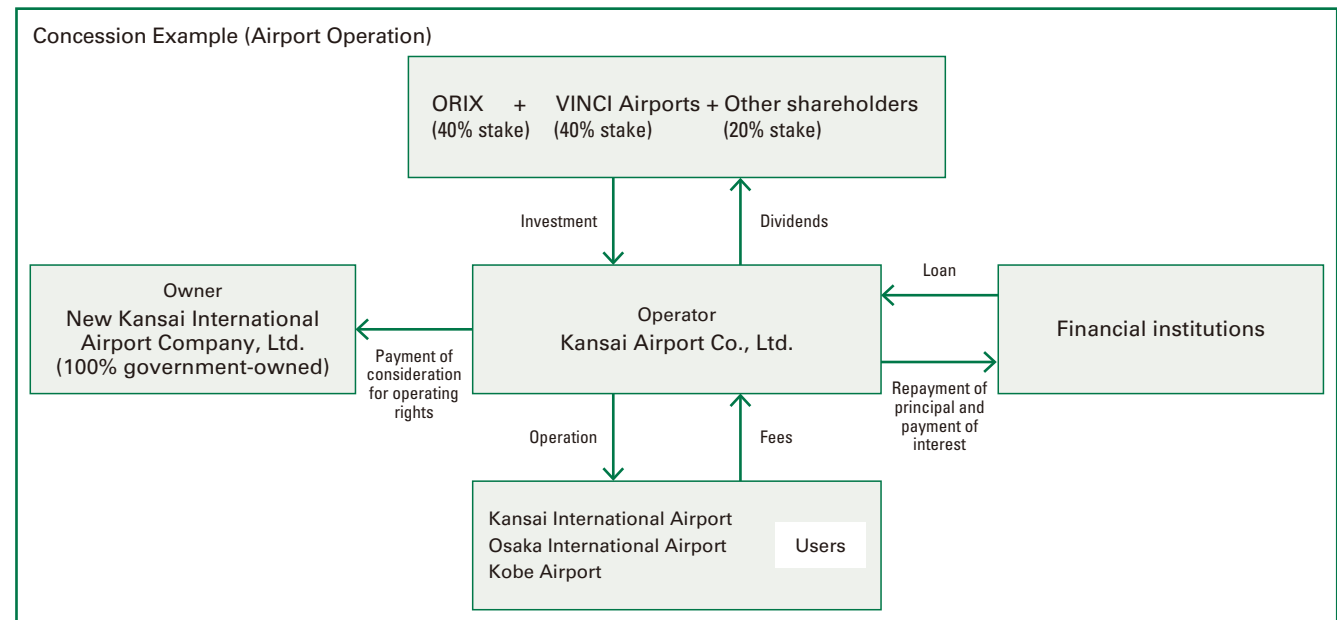 Concession Example (Airport Operation)
ORIX + VINCI Airports + Other shareholders
(40% stake) (40% stake) (20% stake)
Investment
Dividends
Owner
New Kansai International
Airport Company, Ltd.
(100% government-owned)
Payment of
consideration
for operating
rights
Operator
Kansai Airport Co., Ltd.
Loan
Repayment of
principal and
payment of
interest
Financial institutions
Operation
Fees
Kansai International Airport
Osaka International Airport
Kobe Airport
Users